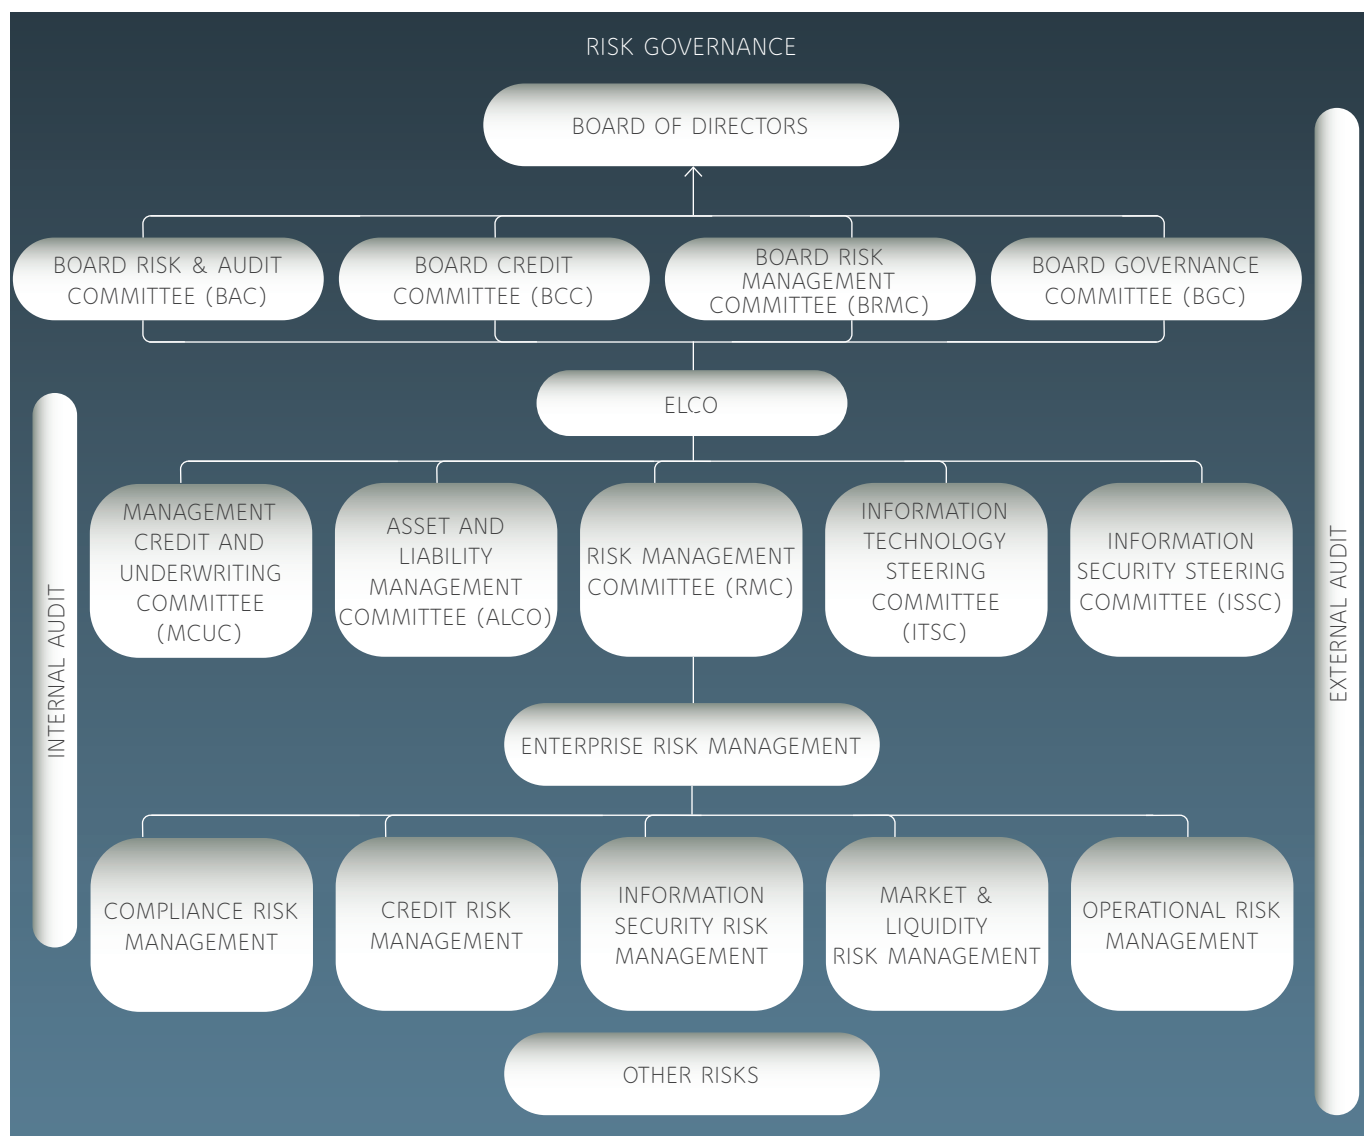 RISK GOVERNANCE
BOARD OF DIRECTORS
BOARD RISK & AUDIT
COMMITTEE (BAC)
BOARD CREDIT
COMMITTEE (BCC)
BOARD RISK
MANAGEMENT
COMMITTEE (BRMC)
BOARD GOVERNANCE
COMMITTEE (BGC)
ELCO
INTERNAL AUDIT
MANAGEMENT
CREDIT AND
UNDERWRITING
COMMITTEE
(MCUC)
ASSET AND
LIABILITY
MANAGEMENT
COMMITTEE (ALCO)
RISK MANAGEMENT
COMMITTEE (RMC)
INFORMATION
TECHNOLOGY
STEERING
COMMITTEE
(ITSC)
INFORMATION
SECURITY STEERING
COMMITTEE (ISSC)
EXTERNAL AUDIT
ENTERPRISE RISK MANAGEMENT
COMPLIANCE RISK
MANAGEMENT
CREDIT RISK
MANAGEMENT
INFORMATION
SECURITY RISK
MANAGEMENT
MARKET &
LIQUIDITY
RISK MANAGEMENT
OPERATIONAL RISK
MANAGEMENT
OTHER RISKS